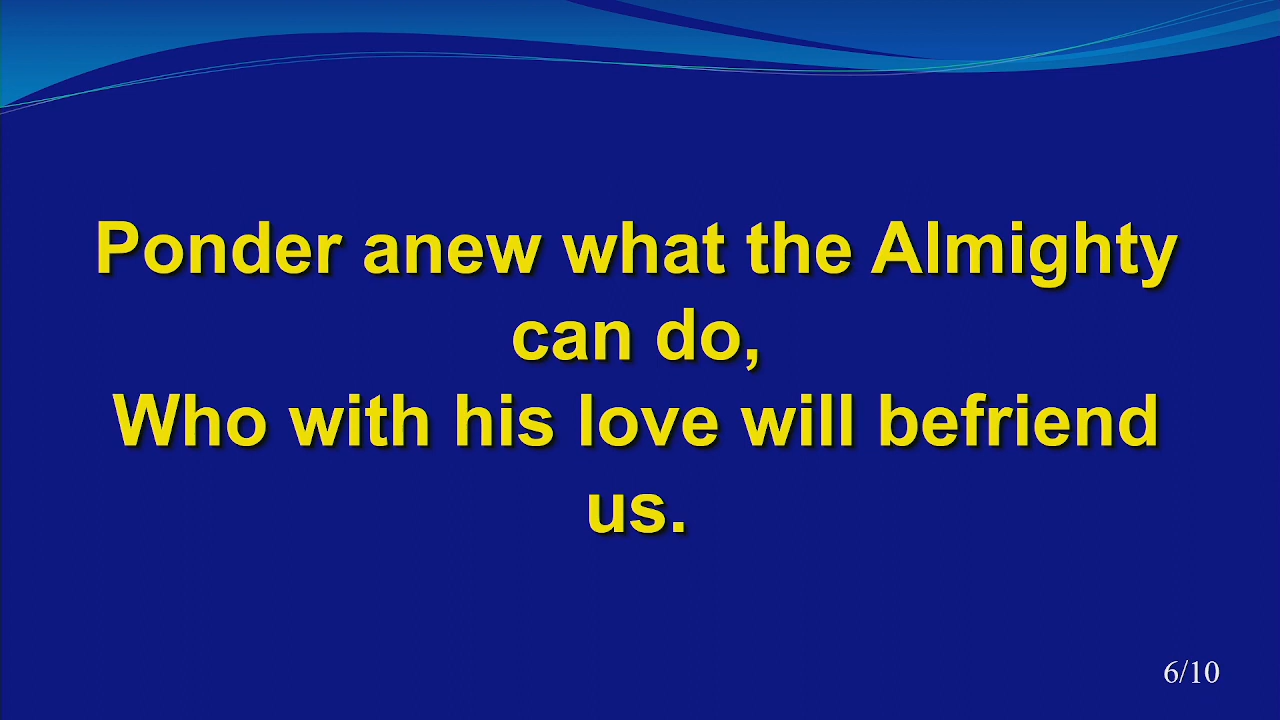 Ponder anew what the Almighty
can do,
Who with his love will befriend
us.
6/10